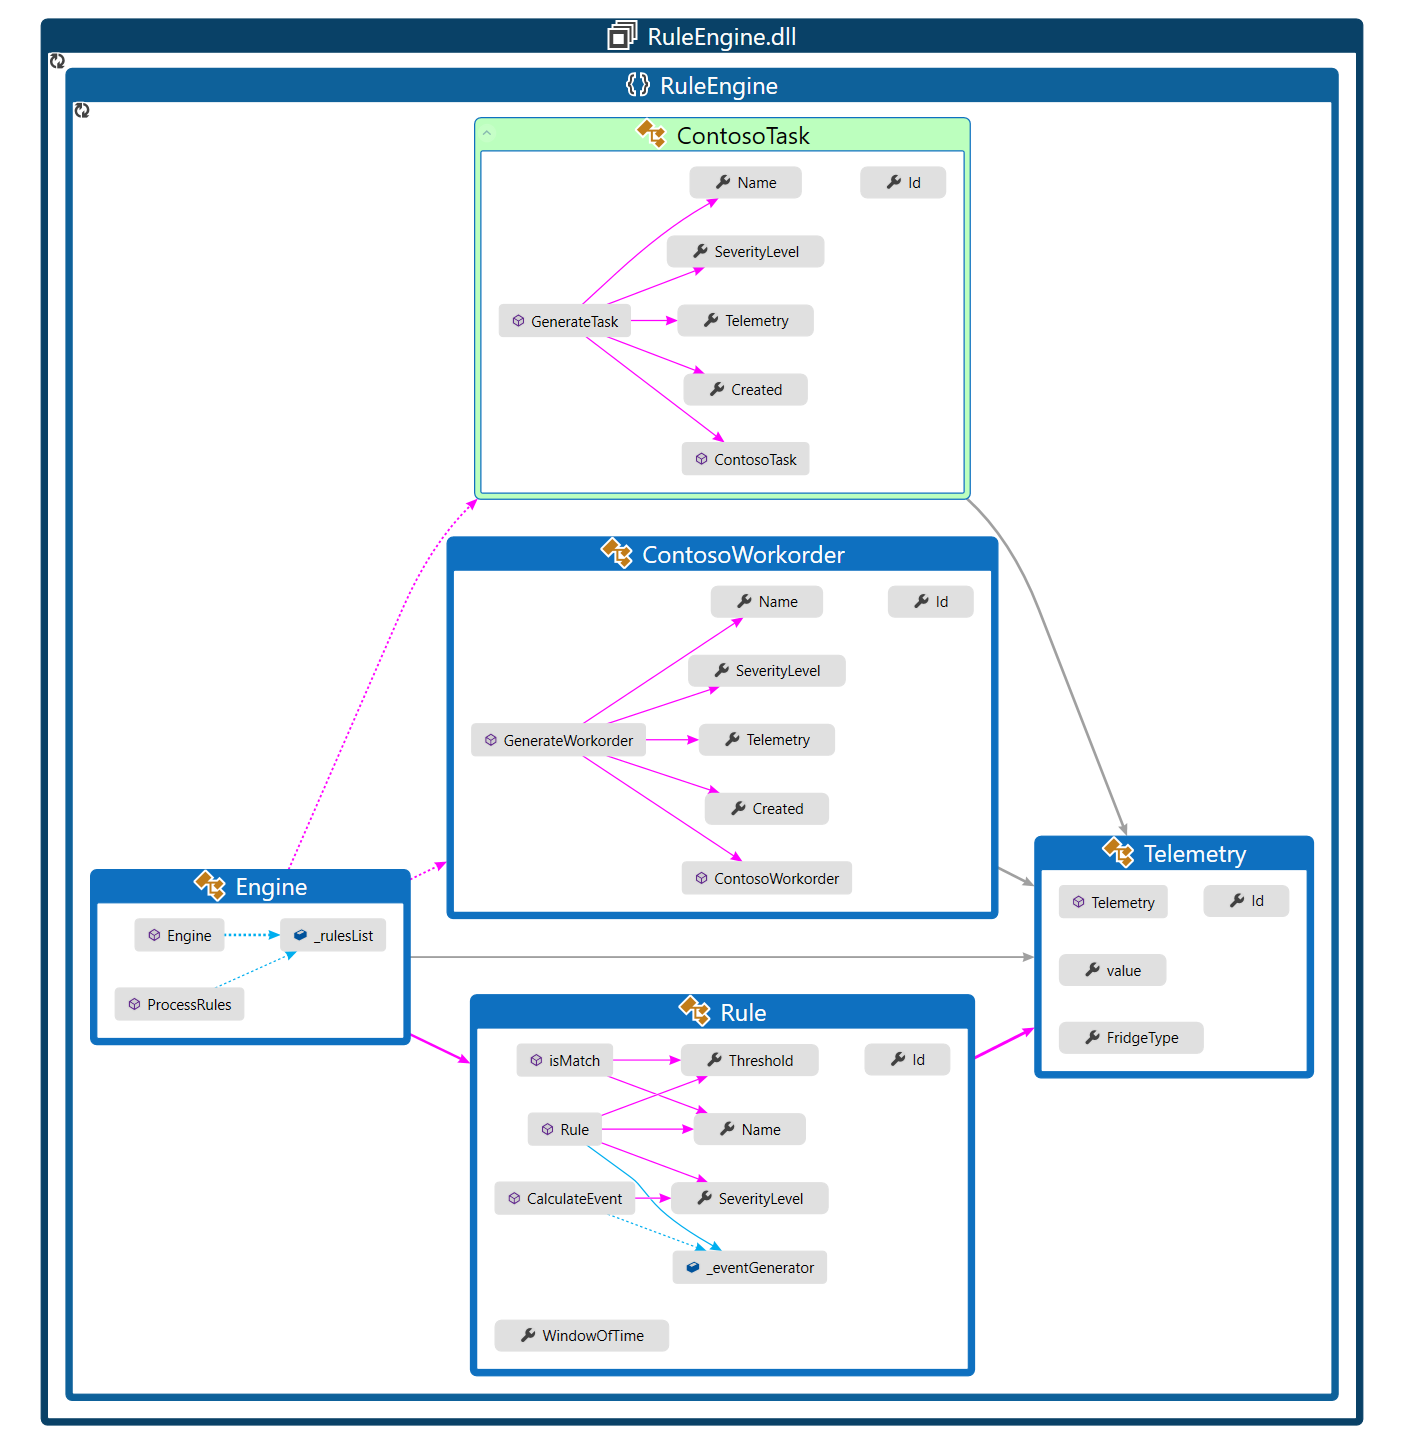 RuleEngine.dll
RuleEngine
ContosoTask
Name
Id
SeverityLevel
GenerateTask
Telemetry
Created
ContosoTask
ContosoWorkorder
Name
Id
SeverityLevel
GenerateWorkorder
Telemetry
Created
ContosoWorkorder
Engine
Engine
_rulesList
ProcessRules
Telemetry
Telemetry
Id
value
FridgeType
Rule
isMatch
Threshold
Id
Rule
Name
CalculateEvent
SeverityLevel
_eventGenerator
WindowOfTime